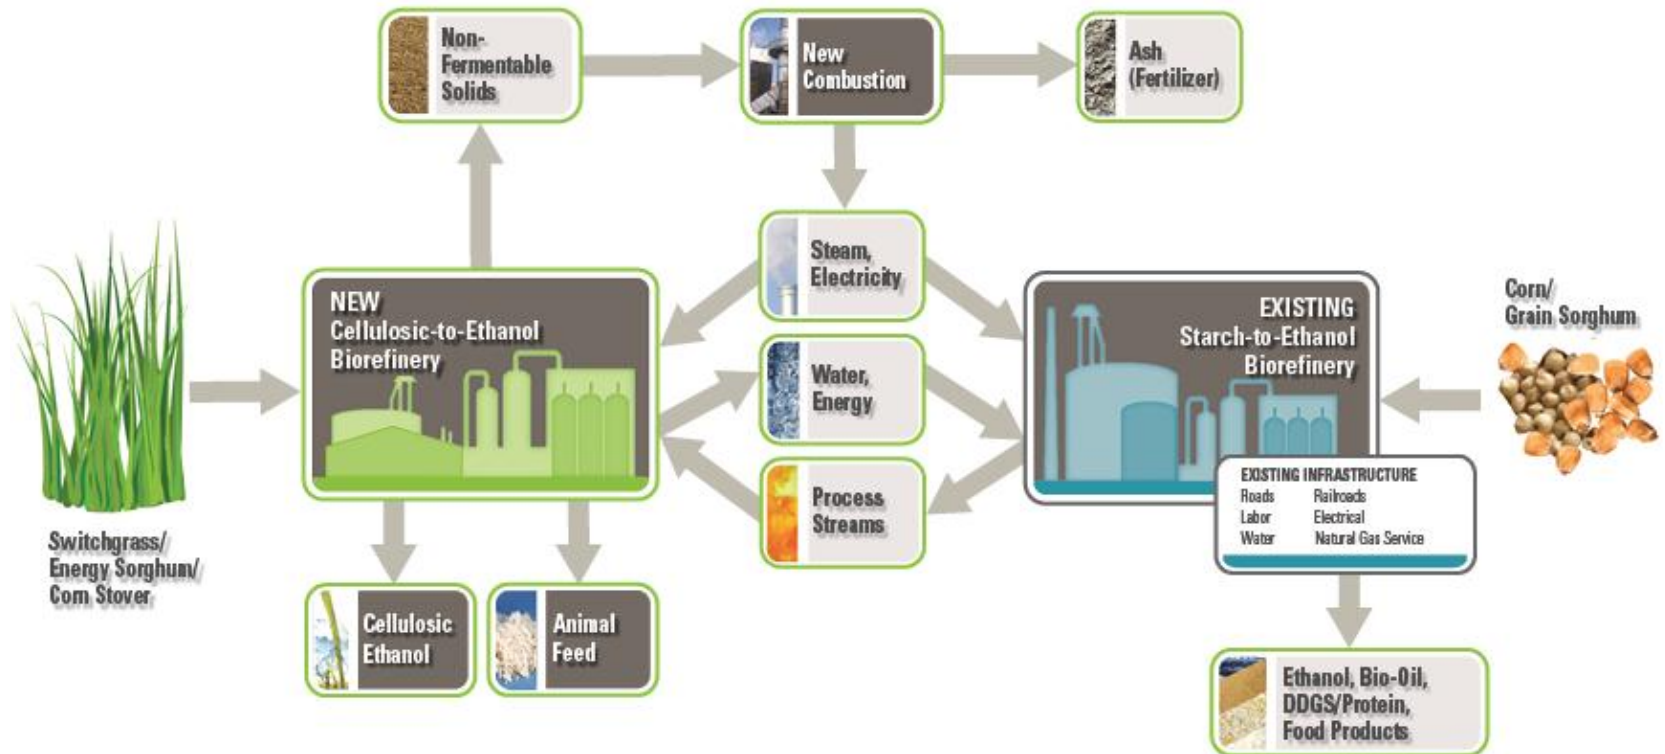 Non-
Fermentable
Solids
New
Combustion
Ash
(Fertilizer)
Steam,
Electricity
NEW
Cellulosic-to-Ethanol
Biorefinery
EXISTING
Starch-to-Ethanol
Biorefinery
Corn/
Grain Sorghum
Water,
Energy
Process
Streams
EXISTING INFRASTRUCTURE
Roads Railroads
Labor Electrical
Water Natural Gas Service
Switchgrass/
Energy Sorghum/
Corn Stover
Cellulosic
Ethanol
Animal
Feed
Ethanol, Bio-Oil,
DDGS/Protein,
Food Products